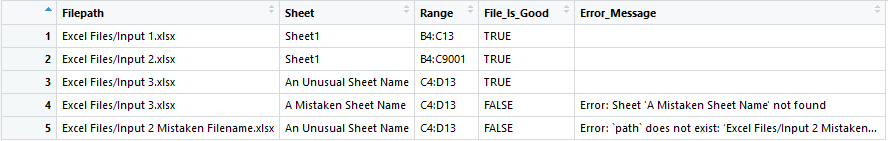 Filepath Sheet Range File_Is_Good Error_Message
1 Excel Files/Input 1.xlsx Sheet1 B4:C13 TRUE
2 Excel Files/Input 2.xlsx Sheet1 B4:C9001 TRUE
3 Excel Files/Input 3.xlsx An Unusual Sheet Name C4:D13 TRUE
4 Excel Files/Input 3.xlsx A Mistaken Sheet Name C4:D13 FALSE Error: Sheet 'A Mistaken Sheet Name' not found
5 Excel Files/Input 2 Mistaken Filename.xlsx An Unusual Sheet Name C4:D13 FALSE Error: `path` does not exist: 'Excel Files/Input 2 Mistaken...